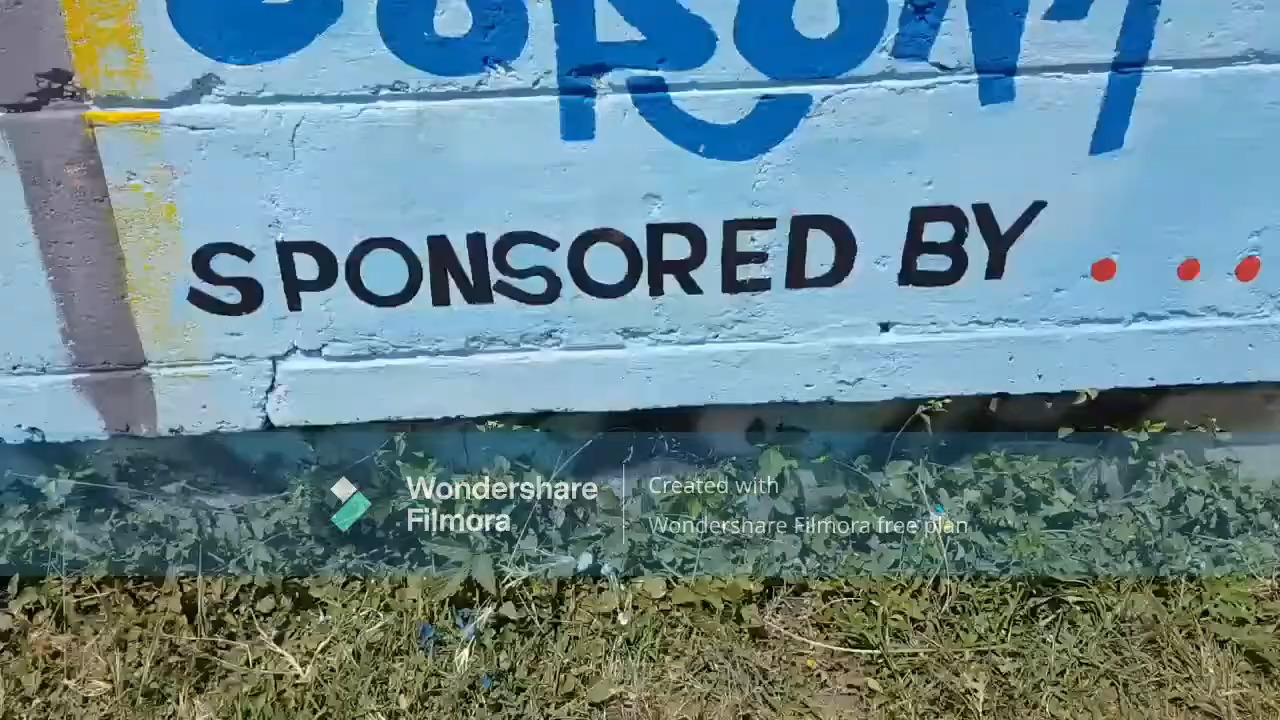 SPONSORED BY...
Wondershare
Filmora
Created with
Wondershare Filmora free plan